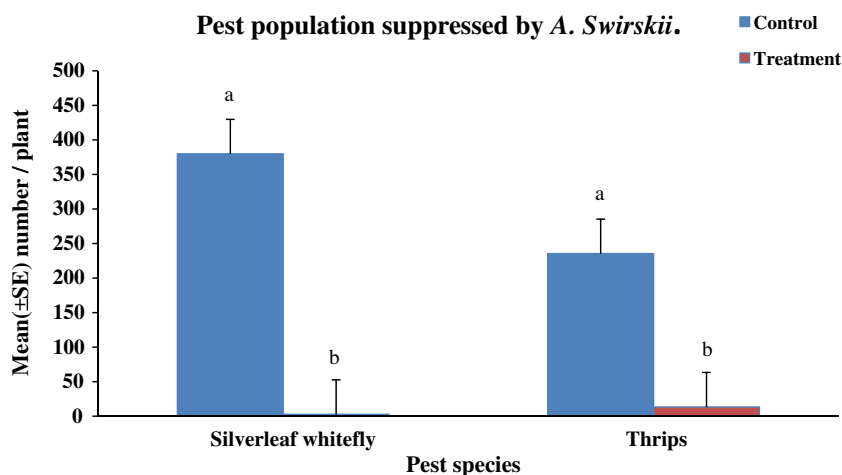 Pest population suppressed by A. Swirskii.
Control
Treatment
Mean(±SE) number / plant
500
450
400
350
300
250
200
150
100
50
0
a
b
a
b
Silverleaf whitefly
Thrips
Pest species